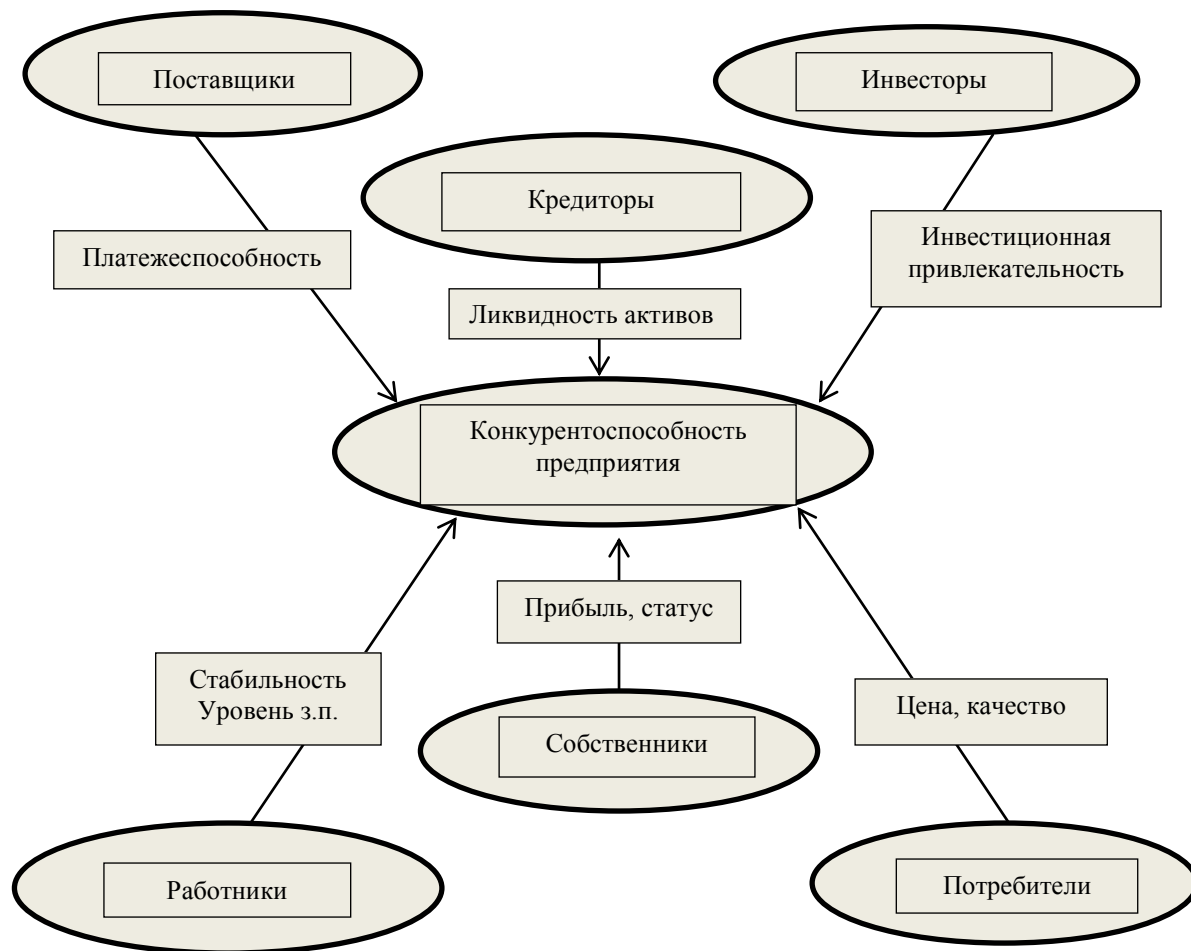 Поставщики
Инвесторы
Кредиторы
Платежеспособность
Инвестиционная
привлекательность
Ликвидность активов
Конкурентоспособность
предприятия
Прибыль, статус
Стабильность
Уровень з.п.
Цена, качество
Собственники
Работники
Потребители